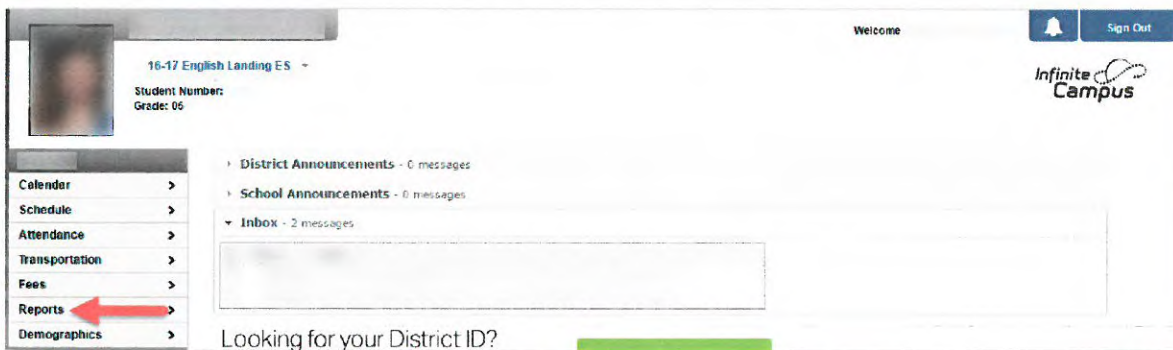 Welcome
Sign Out
16-17 English Landing ES
Student Number:
Grade: 06
Infinite
Campus
District Announcements - 0 messages
School Announcements - 0 messages
Inbox - 2 messages
Calendar
Schedule
Attendance
Transportation
Fees
Reports
Demographics
Looking for your District ID?